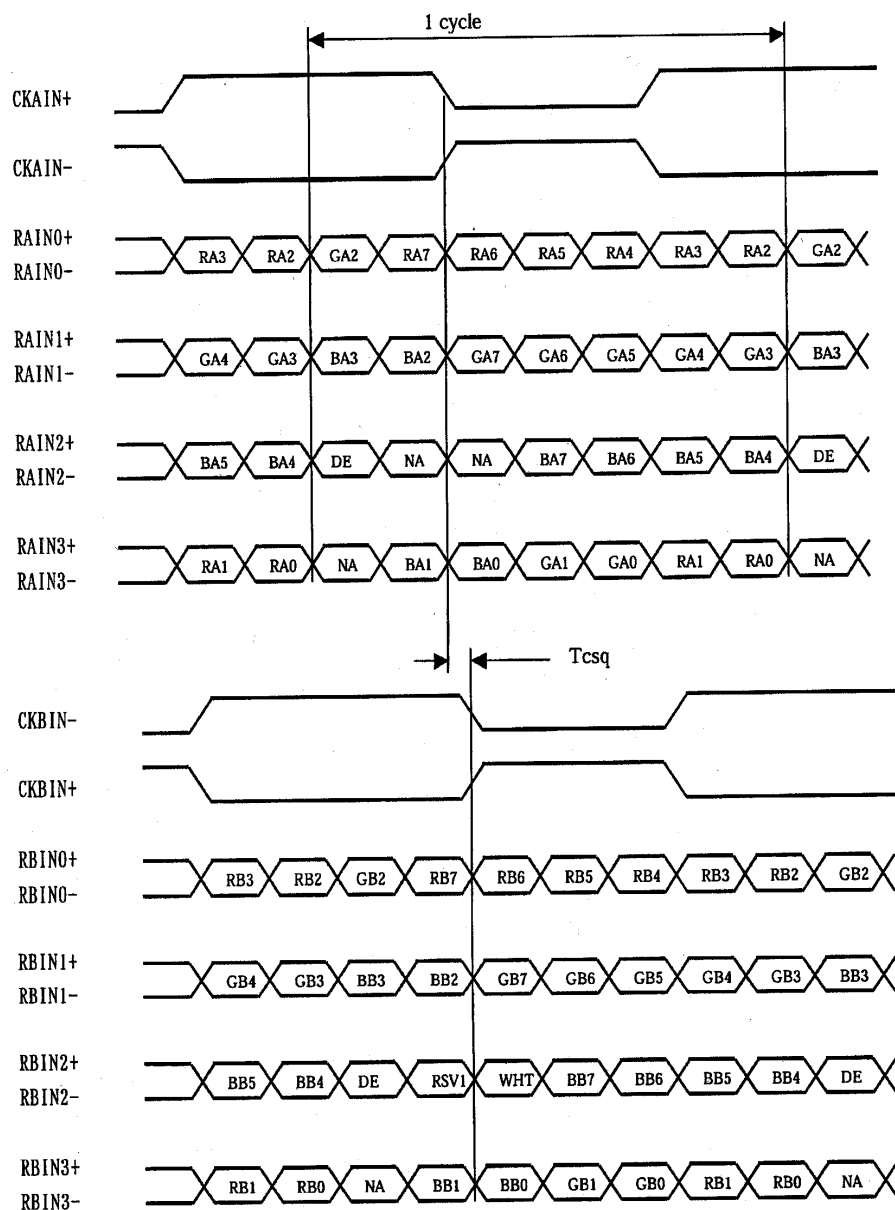 1 cycle
CKAIN+
CKAIN-
RAIN0+
RA3 RA2 GA2 RA7 RA6 RA5 RA4 RA3 RA2 GA2
RAIN0-
RAIN1+
GA4 GA3 BA3 BA2 GA7 GA6 GA5 GA4 GA3 BA3
RAIN1-
RAIN2+
BA5 BA4 DE NA NA BA7 BA6 BA5 BA4 DE
RAIN2-
RAIN3+
RA1 RA0 NA BA1 BA0 GA1 GA0 RA1 RA0 NA
RAIN3-
Tcsq
CKBIN-
CKBIN+
RBIN0+
RB3 RB2 GB2 RB7 RB6 RB5 RB4 RB3 RB2 GB2
RBIN0-
RBIN1+
GB4 GB3 BB3 BB2 GB7 GB6 GB5 GB4 GB3 BB3
RBIN1-
RBIN2+
BB5 BB4 DE RSV1 WHT BB7 BB6 BB5 BB4 DE
RBIN2-
RBIN3+
RB1 RB0 NA BB1 BB0 GB1 GB0 RB1 RB0 NA
RBIN3-